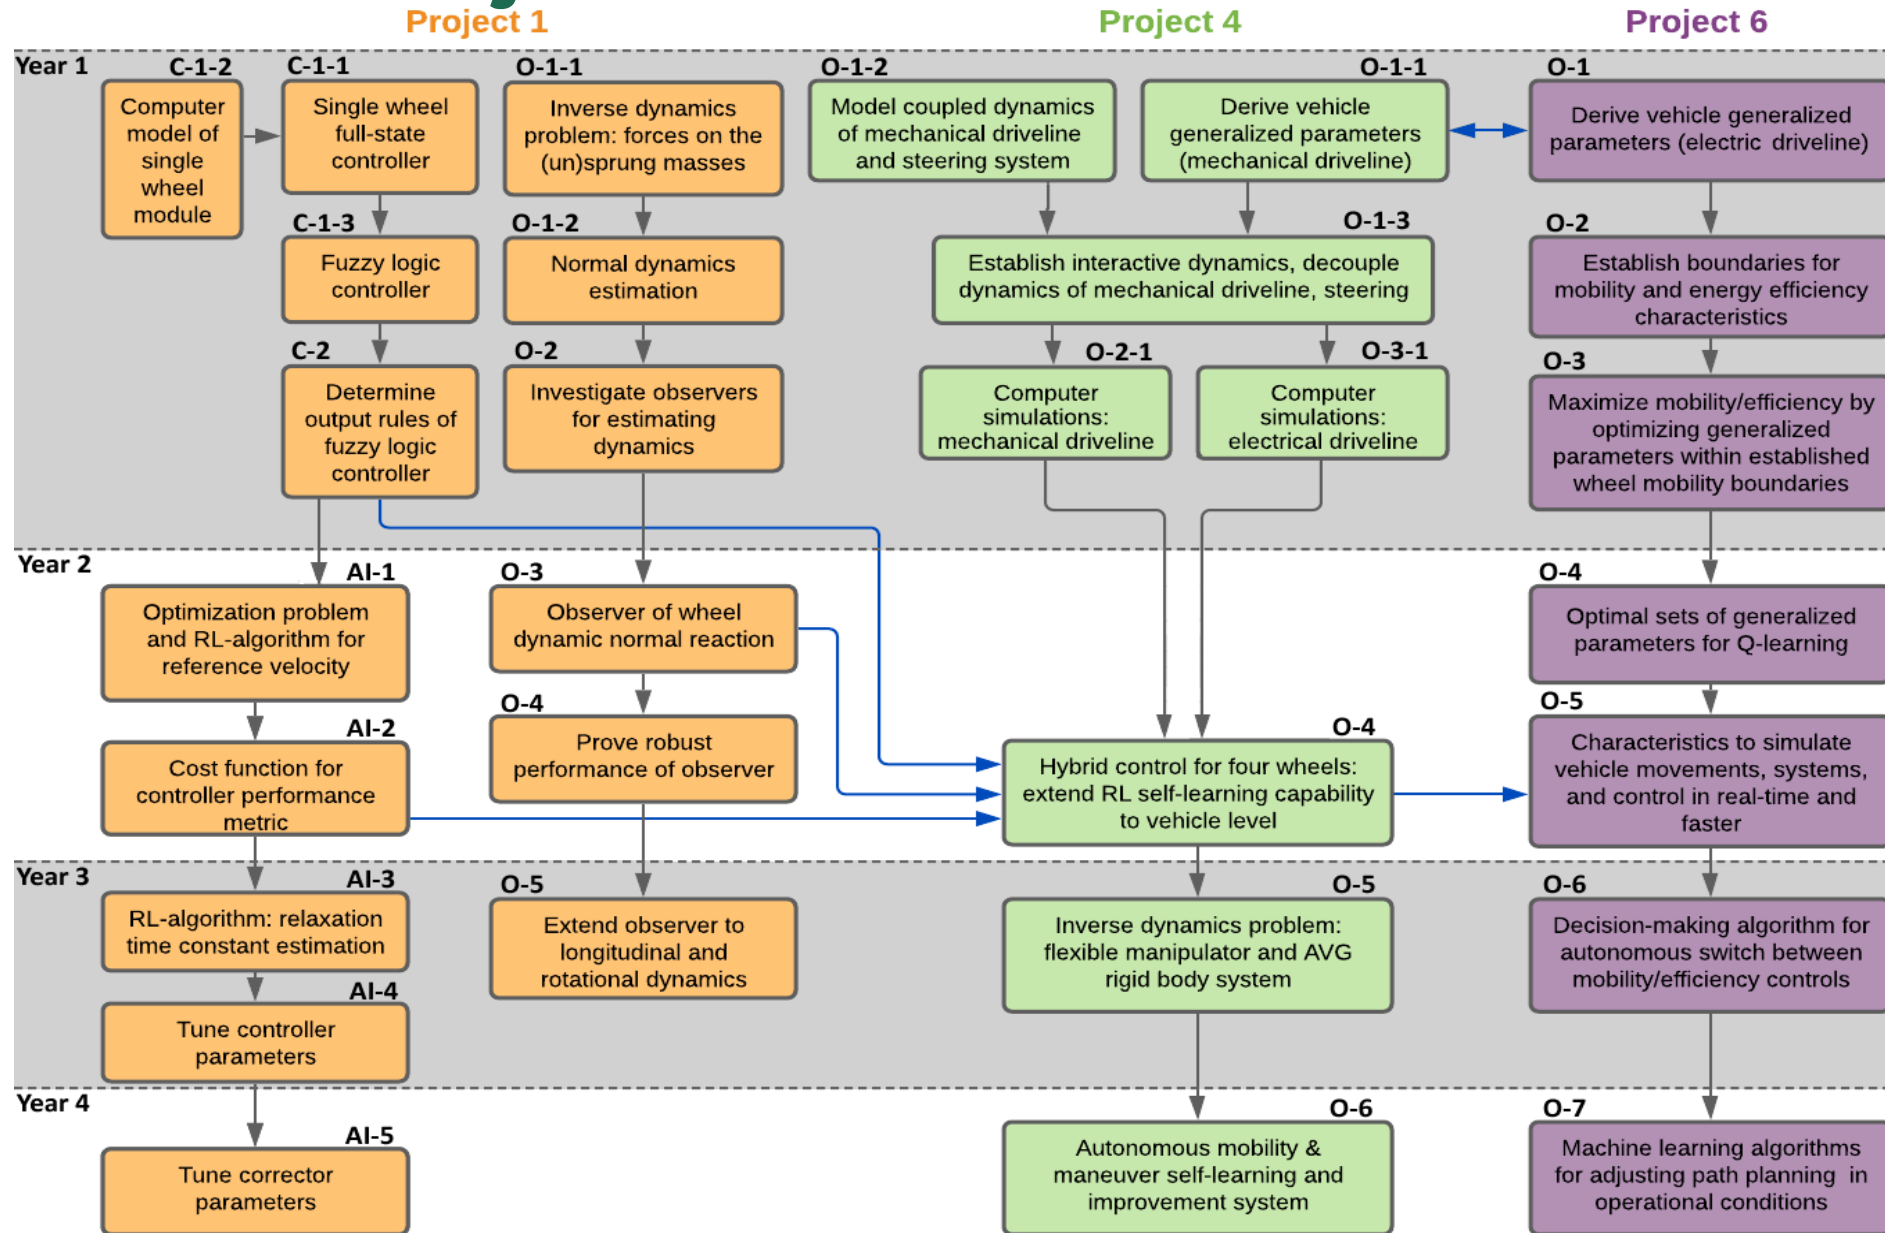 Project 1
Project 4
Project 6
Year 1
C-1-2
Computer
model of
single
wheel
module
C-1-1
Single wheel
full-state
controller
C-1-3
Fuzzy logic
controller
C-2
Determine
output rules of
fuzzy logic
controller
O-1-1
Inverse dynamics
problem: forces on the
(un)sprung masses
O-1-2
Normal dynamics
estimation
O-2
Investigate observers
for estimating
dynamics
O-1-2
Model coupled dynamics
of mechanical driveline
and steering system
O-1-1
Derive vehicle
generalized parameters
(mechanical driveline)
O-1-3
Establish interactive dynamics, decouple
dynamics of mechanical driveline, steering
O-2-1
Computer
simulations:
mechanical driveline
O-3-1
Computer
simulations:
electrical driveline
O-1
Derive vehicle generalized
parameters (electric driveline)
O-2
Establish boundaries for
mobility and energy efficiency
characteristics
O-3
Maximize mobility/efficiency by
optimizing generalized
parameters within established
wheel mobility boundaries
Year 2
AI-1
Optimization problem
and RL-algorithm for
reference velocity
AI-2
Cost function for
controller performance
metric
O-3
Observer of wheel
dynamic normal reaction
O-4
Prove robust
performance of observer
O-4
Hybrid control for four wheels:
extend RL self-learning capability
to vehicle level
O-4
Optimal sets of generalized
parameters for Q-learning
O-5
Characteristics to simulate
vehicle movements, systems,
and control in real-time and
faster
Year 3
AI-3
RL-algorithm: relaxation
time constant estimation
AI-4
Tune controller
parameters
O-5
Extend observer to
longitudinal and
rotational dynamics
O-5
Inverse dynamics problem:
flexible manipulator and AVG
rigid body system
O-6
Decision-making algorithm for
autonomous switch between
mobility/efficiency controls
Year 4
AI-5
Tune corrector
parameters
O-6
Autonomous mobility &
maneuver self-learning and
improvement system
O-7
Machine learning algorithms
for adjusting path planning in
operational conditions